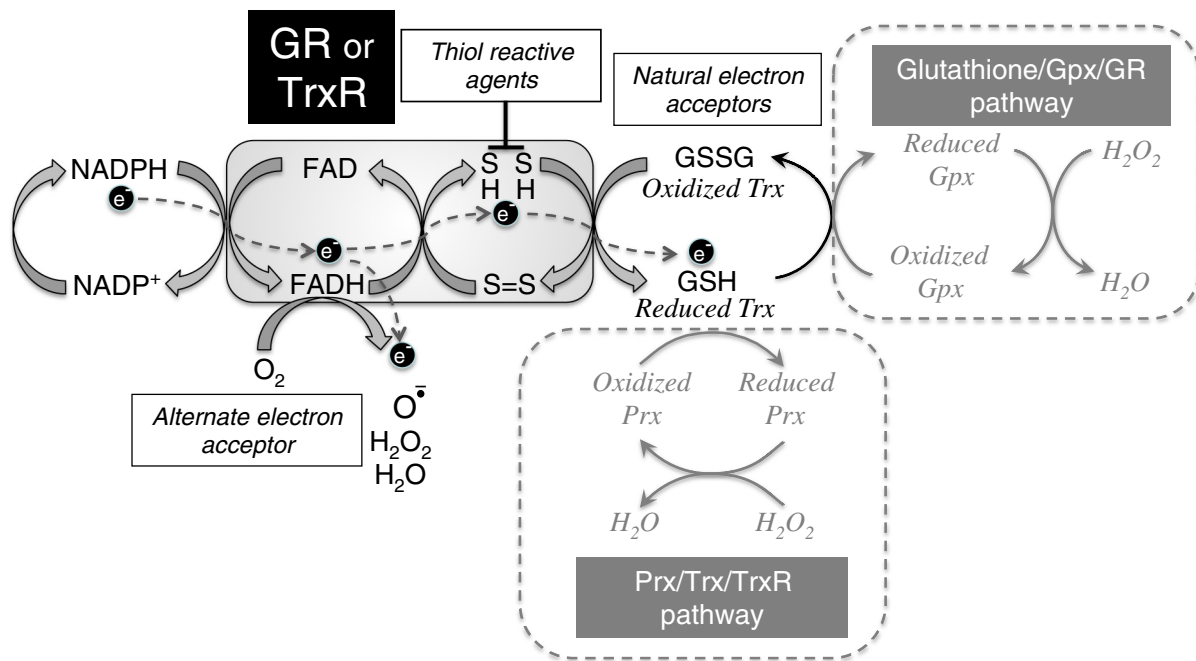 GR or
TrxR
Thiol reactive
agents
Natural electron
acceptors
Glutathione/Gpx/GR
pathway
NADPH
e-
NADP+
FAD
e-
FADH
S S
H H
e-
S=S
GSSG
Oxidized Trx
e-
GSH
Reduced Trx
Reduced
Gpx
H2O2
Oxidized
Gpx
H2O
O2
e-
Alternate electron
acceptor
O•̄
H2O2
H2O
Oxidized
Prx
Reduced
Prx
H2O
H2O2
Prx/Trx/TrxR
pathway